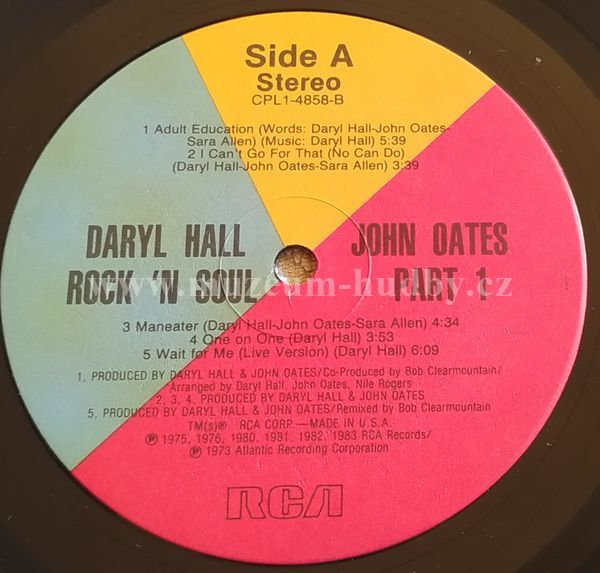 Side A
Stereo
CPL1-4858-B
1 Adult Education (Words: Daryl Hall-John Oates-
Sara Allen) (Music: Daryl Hall) 5:39
2 I Can't Go For That (No Can Do)
(Daryl Hall-John Oates-Sara Allen) 3:39
DARYL HALL JOHN OATES
ROCK 'N SOUL PART 1
www.muzeum-hudby.cz
3 Maneater (Daryl Hall-John Oates-Sara Allen) 4:34
4 One on One (Daryl Hall) 3:53
5 Wait for Me (Live Version) (Daryl Hall) 6:09
1, PRODUCED BY DARYL HALL & JOHN OATES/Co-Produced by Bob Clearmountain/
Arranged by Daryl Hall, John Oates, Nile Rogers
2, 3, 4, PRODUCED BY DARYL HALL & JOHN OATES
5, PRODUCED BY DARYL HALL & JOHN OATES/Remixed by Bob Clearmountain
TM(s)® RCA CORP.—MADE IN U.S.A.
℗ 1975, 1976, 1980, 1981, 1982, 1983 RCA Records/
℗ 1973 Atlantic Recording Corporation
RCA